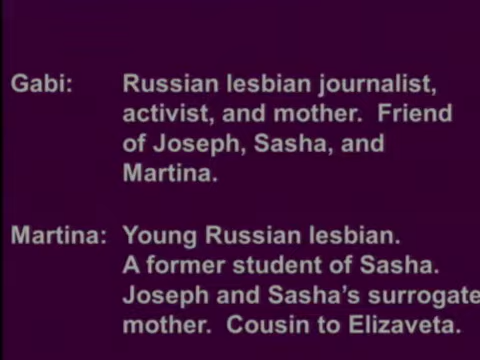 Gabi: Russian lesbian journalist,
activist, and mother. Friend
of Joseph, Sasha, and
Martina.
Martina: Young Russian lesbian.
A former student of Sasha.
Joseph and Sasha's surrogate
mother. Cousin to Elizaveta.